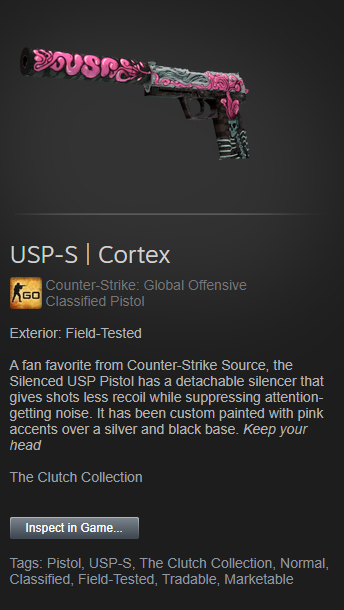 USP
USP-S | Cortex
GO
Counter-Strike: Global Offensive
Classified Pistol
Exterior: Field-Tested
A fan favorite from Counter-Strike Source, the
Silenced USP Pistol has a detachable silencer that
gives shots less recoil while suppressing attention-
getting noise. It has been custom painted with pink
accents over a silver and black base. Keep your
head
The Clutch Collection
Inspect in Game...
Tags: Pistol, USP-S, The Clutch Collection, Normal,
Classified, Field-Tested, Tradable, Marketable